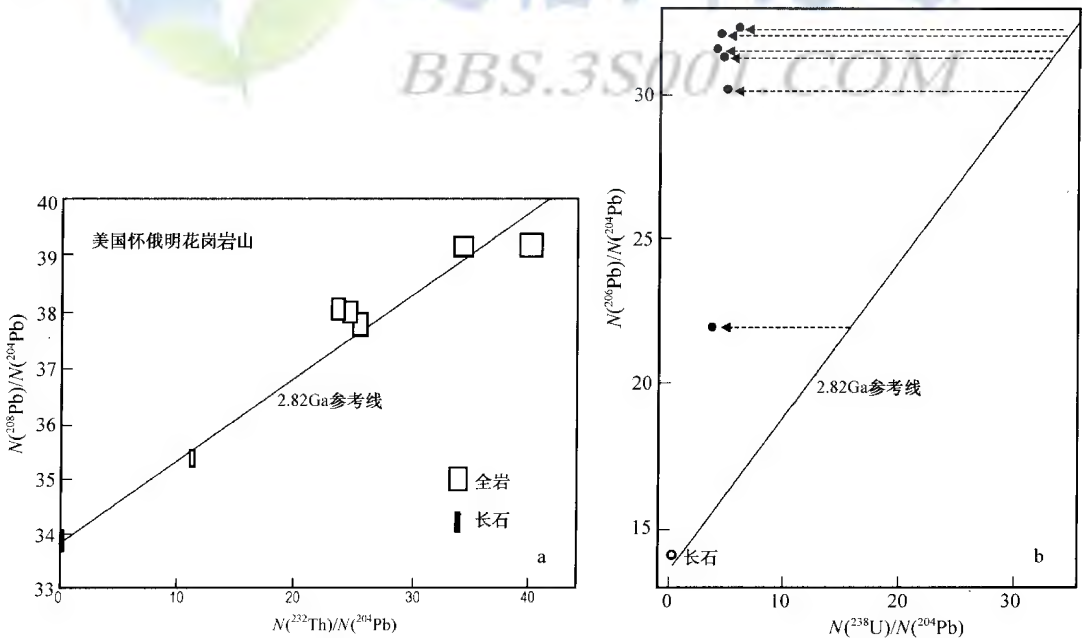 BBS.3S001.COM
40
39
38
37
36
35
34
33
N(²⁰⁸Pb)/N(²⁰⁴Pb)
美国怀俄明花岗岩山
2.82Ga参考线
全岩
长石
a
0 10 20 30 40
N(²³²Th)/N(²⁰⁴Pb)
30
25
20
15
N(²⁰⁶Pb)/N(²⁰⁴Pb)
2.82Ga参考线
长石
b
0 10 20 30
N(²³⁸U)/N(²⁰⁴Pb)